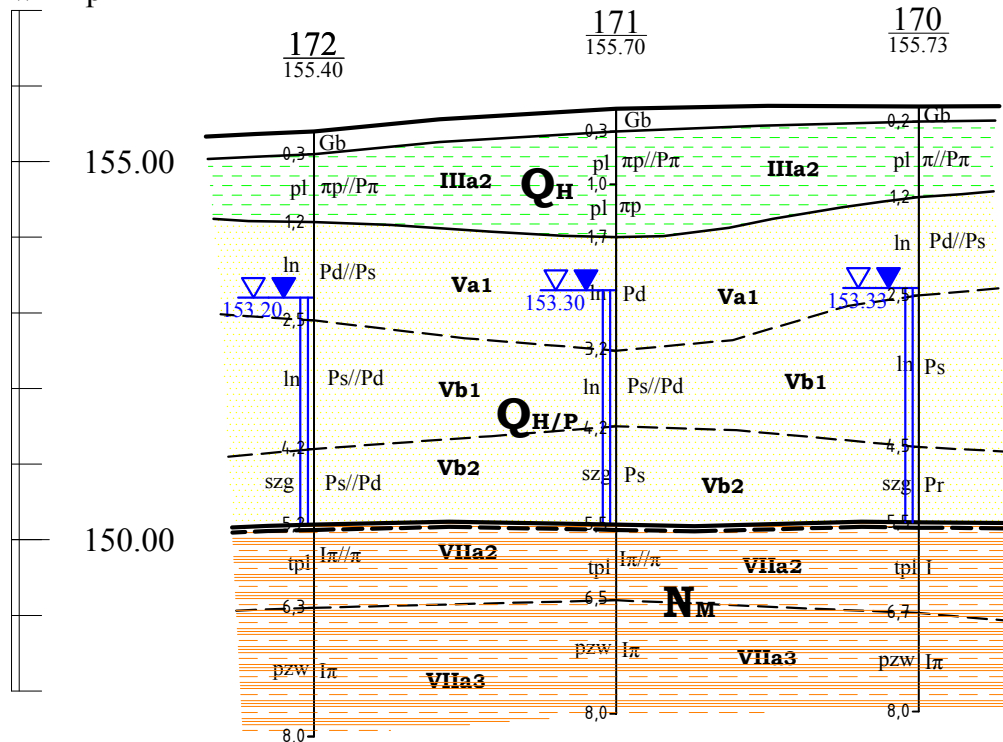 172
155.40
171
155.70
170
155.73
155.00
150.00
0,3
Gb
pl
πp//Pπ
1,2
ln
Pd//Ps
153.20
2,5
ln
Ps//Pd
4,2
szg
Ps//Pd
5,2
tpl
Iπ//π
6,3
pzw
Iπ
8.0
IIIa2
QH
Va1
Vb1
QH/P
Vb2
VIIa2
VIIa3
0,3
Gb
pl
πp//Pπ
1,0
pl
πp
1,7
ln
Pd
153.30
3,2
ln
Ps//Pd
4,2
szg
Ps
5,5
tpl
Iπ//π
6,5
pzw
Iπ
8,0
IIIa2
Va1
Vb1
Vb2
VIIa2
NM
VIIa3
0,2
Gb
pl
π//Pπ
1,2
ln
Pd//Ps
153.33
2,5
ln
Ps
4,5
szg
Pr
5,5
tpl
I
6,7
pzw
Iπ
8,0